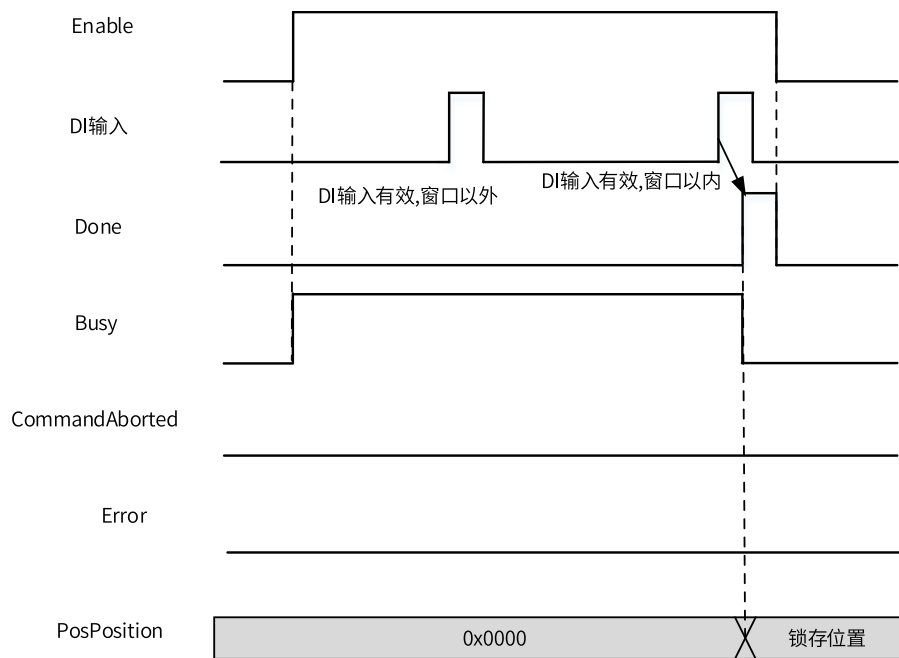 Enable
DI输入
DI输入有效,窗口以外
DI输入有效,窗口以内
Done
Busy
CommandAborted
Error
PosPosition
0x0000
锁存位置